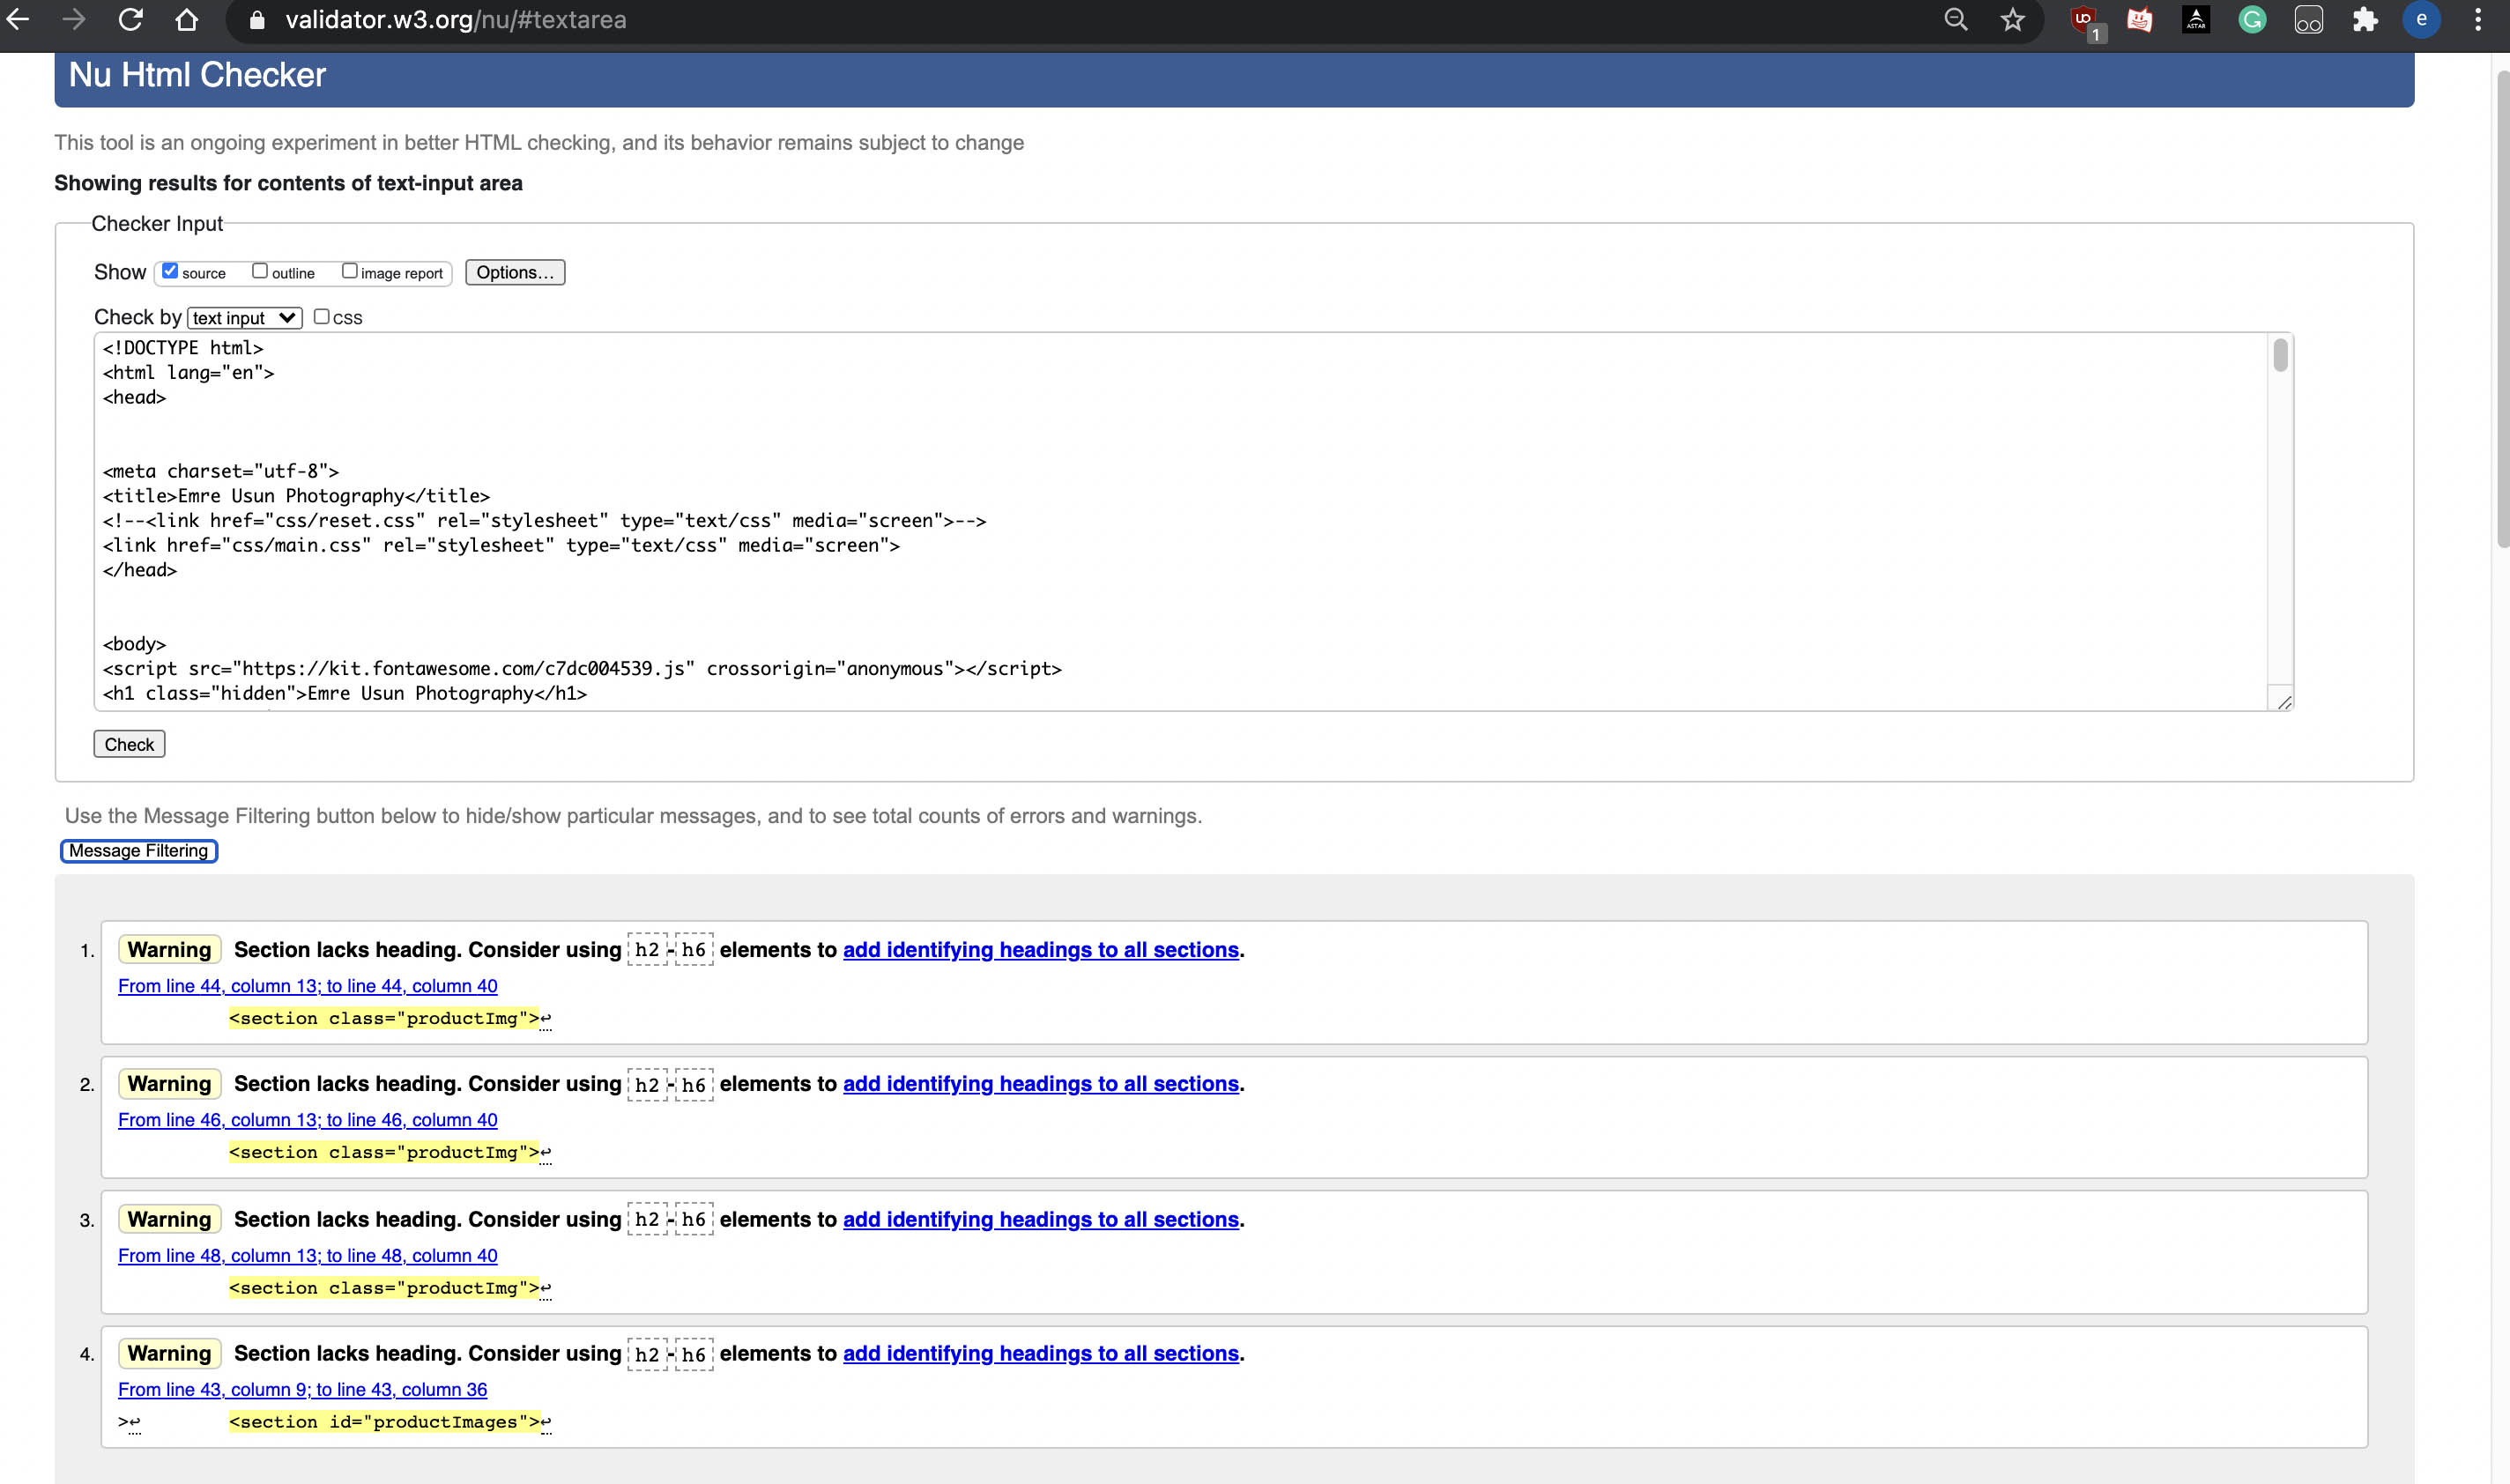 validator.w3.org/nu/#textarea
1
ASTAR
G
e
Nu Html Checker
This tool is an ongoing experiment in better HTML checking, and its behavior remains subject to change
Showing results for contents of text-input area
Checker Input
Show source outline image report Options...
Check by text input css
<!DOCTYPE html>
<html lang="en">
<head>
<meta charset="utf-8">
<title>Emre Usun Photography</title>
<!--<link href="css/reset.css" rel="stylesheet" type="text/css" media="screen">-->
<link href="css/main.css" rel="stylesheet" type="text/css" media="screen">
</head>
<body>
<script src="https://kit.fontawesome.com/c7dc004539.js" crossorigin="anonymous"></script>
<h1 class="hidden">Emre Usun Photography</h1>
Check
Use the Message Filtering button below to hide/show particular messages, and to see total counts of errors and warnings.
Message Filtering
1. Warning Section lacks heading. Consider using h2-h6 elements to add identifying headings to all sections.
From line 44, column 13; to line 44, column 40
<section class="productImg">↩
2. Warning Section lacks heading. Consider using h2-h6 elements to add identifying headings to all sections.
From line 46, column 13; to line 46, column 40
<section class="productImg">↩
3. Warning Section lacks heading. Consider using h2-h6 elements to add identifying headings to all sections.
From line 48, column 13; to line 48, column 40
<section class="productImg">↩
4. Warning Section lacks heading. Consider using h2-h6 elements to add identifying headings to all sections.
From line 43, column 9; to line 43, column 36
>↩ <section id="productImages">↩